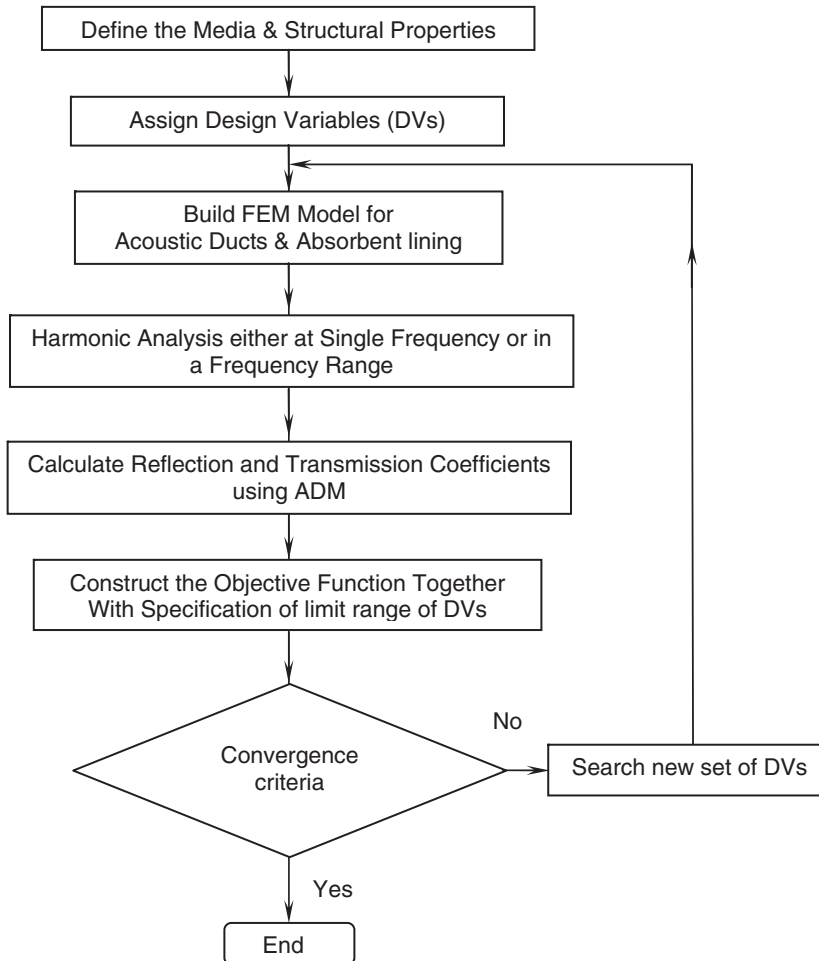 Define the Media & Structural Properties
Assign Design Variables (DVs)
Build FEM Model for
Acoustic Ducts & Absorbent lining
Harmonic Analysis either at Single Frequency or in
a Frequency Range
Calculate Reflection and Transmission Coefficients
using ADM
Construct the Objective Function Together
With Specification of limit range of DVs
Convergence
criteria
No
Search new set of DVs
Yes
End